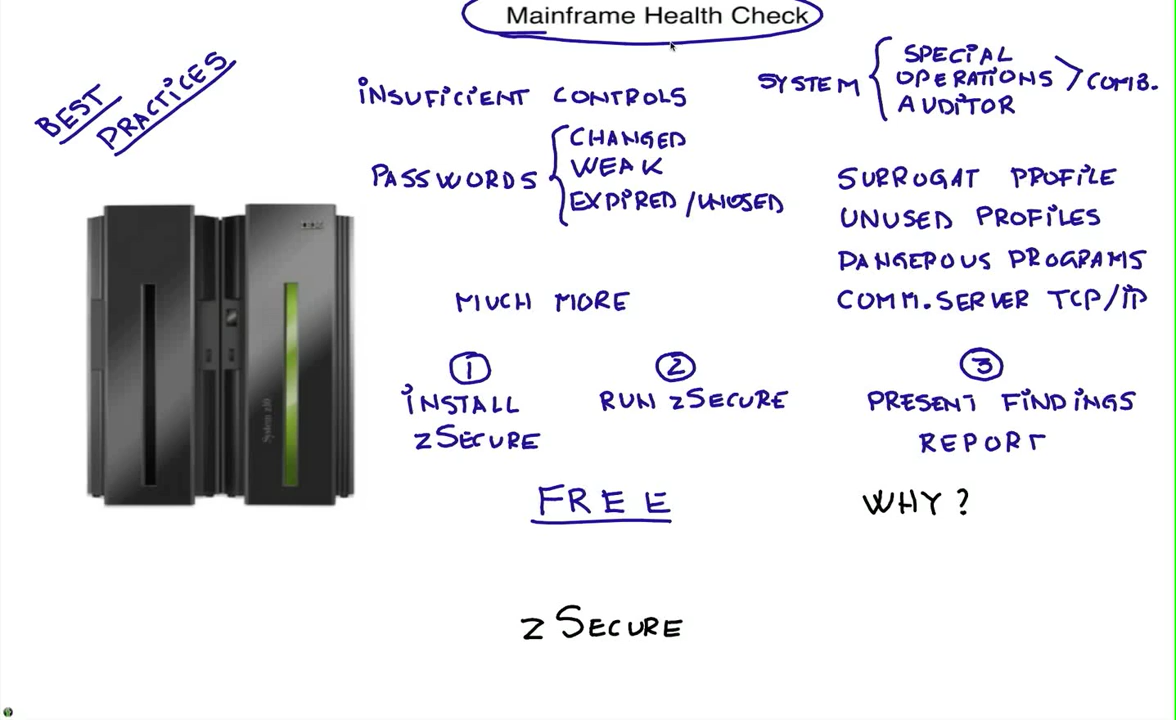 Mainframe Health Check
BEST
PRACTICES
INSUFICIENT CONTROLS
PASSWORDS
CHANGED
WEAK
EXPIRED/UNUSED
MUCH MORE
SYSTEM
SPECIAL
OPERATIONS
AUDITOR
COMB.
SURROGAT PROFILE
UNUSED PROFILES
DANGEROUS PROGRAMS
COMM.SERVER TCP/IP
System z10
1
INSTALL
zSECURE
2
RUN zSECURE
3
PRESENT FINDINGS
REPORT
FREE
WHY?
zSECURE